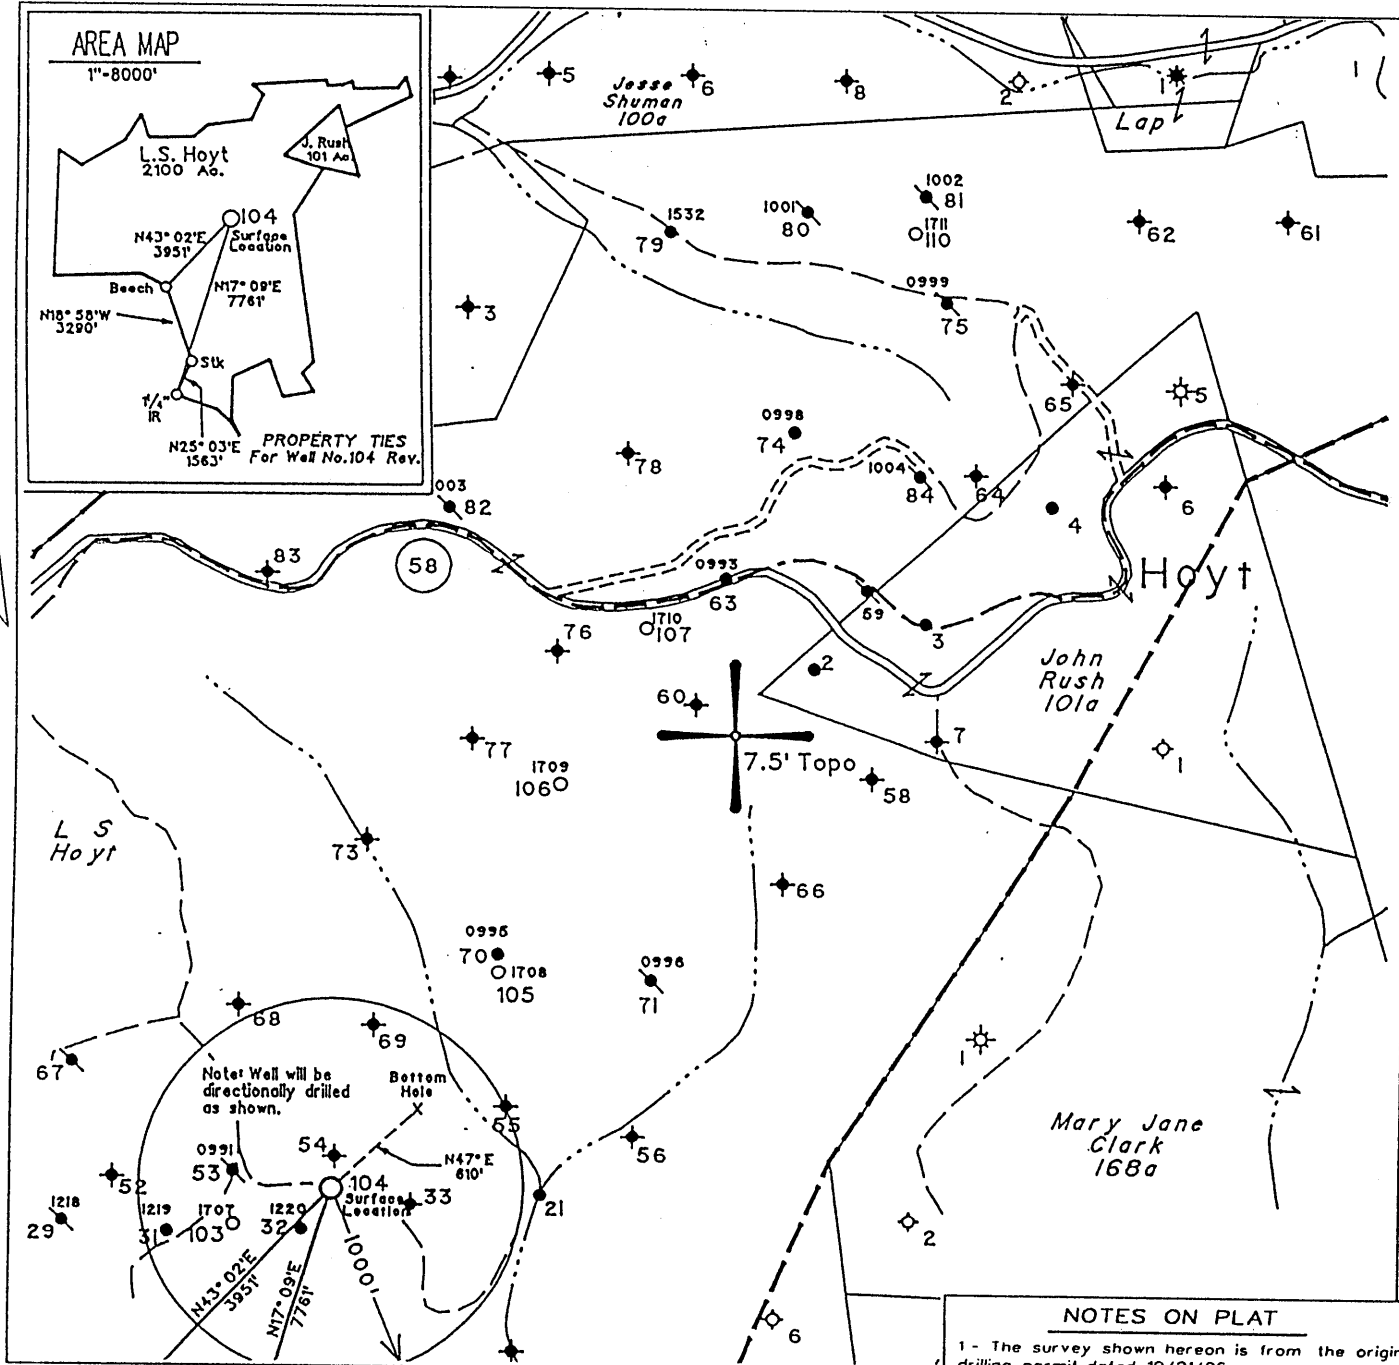 AREA MAP
1"-8000'
L.S. Hoyt
2100 Ac.
J. Rush
101 Ac.
104
Surface
Location
N43° 02'E
3951'
N17° 09'E
7761'
Beech
N18° 58'W
3290'
Stk
1 1/4"
IR
N25° 03'E
1563'
PROPERTY TIES
For Well No.104 Rev.
5
6
8
2
1
1
Jesse
Shuman
100a
Lap
1002
81
1001
80
1711
110
1532
79
62
61
0999
75
3
65
5
0998
74
78
1004
84
64
4
6
003
82
83
58
0993
63
59
3
Hoyt
1710
107
76
2
John
Rush
101a
60
77
7.5' Topo
7
1
1709
106
58
L S
Hoyt
73
66
0995
70
1708
105
0996
71
68
69
67
1
Note: Well will be
directionally drilled
as shown.
Bottom
Hole
X
55
56
Mary Jane
Clark
168a
54
0991
53
N47° E
610'
52
104
Surface
Location
33
21
1218
29
1219
31
1707
103
1220
32
2
N43° 02'E
3951'
N17° 09'E
7761'
1000'
6
NOTES ON PLAT
1 - The survey shown hereon is from the origin